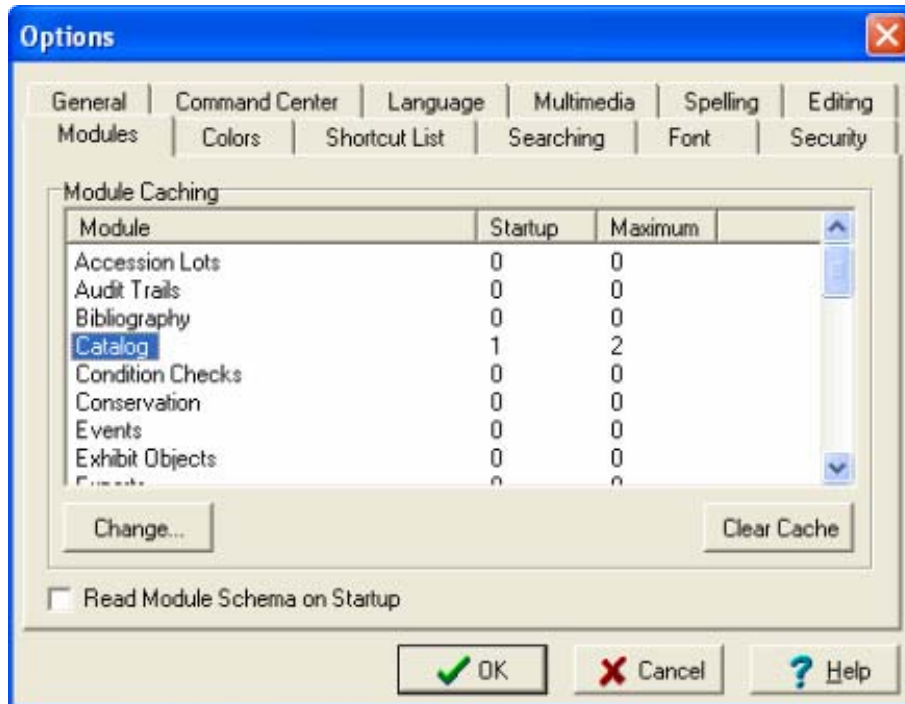 Options
General Command Center Language Multimedia Spelling Editing
Modules Colors Shortcut List Searching Font Security
Module Caching
Module Startup Maximum
Accession Lots 0 0
Audit Trails 0 0
Bibliography 0 0
Catalog 1 2
Condition Checks 0 0
Conservation 0 0
Events 0 0
Exhibit Objects 0 0
Change... Clear Cache
Read Module Schema on Startup
OK Cancel ? Help